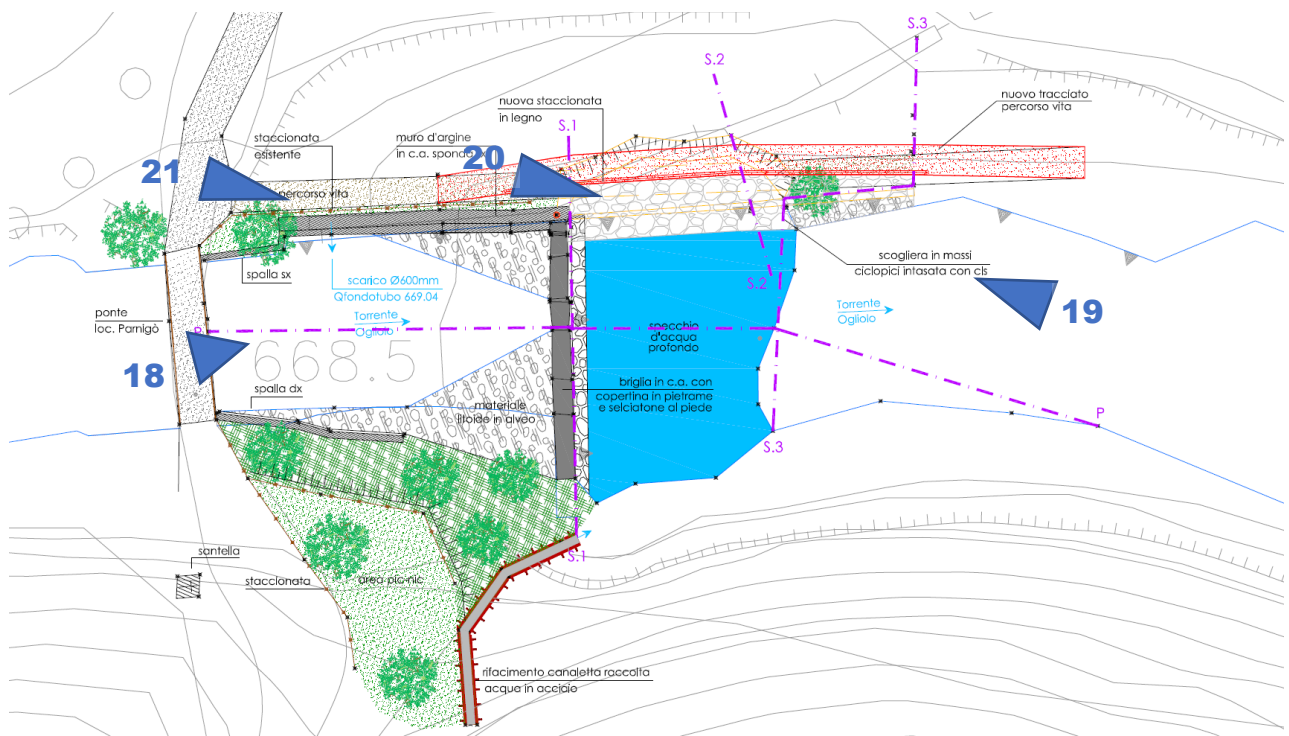 S.3
S.2
nuovo tracciato
percorso vita
nuova staccionata
in legno
S.1
staccionata
esistente
muro d'argine
in c.a. sponda
20
21
percorso vita
spalla sx
scarico Ø600mm
Qfondotubo 669.04
scogliera in massi
ciclopici intasata con cls
S.2
19
Torrente
Oglioio
Torrente
Oglioio
ponte
loc. Parnigò
P
specchio
d'acqua
profondo
668.5
18
spalla dx
briglia in c.a. con
copertina in pietrame
e selciatone al piede
materiale
litoide in alveo
P
S.3
santella
S.1
staccionata
area pic-nic
rifacimento canaletta raccolta
acqua in acciaio